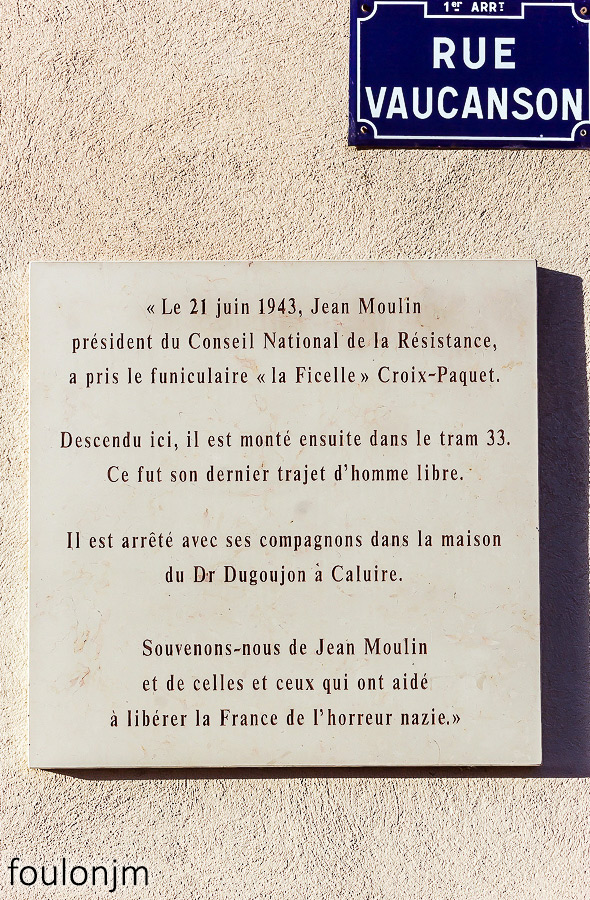 1er ARRT
RUE
VAUCANSON
« Le 21 juin 1943, Jean Moulin
président du Conseil National de la Résistance,
a pris le funiculaire « la Ficelle » Croix-Paquet.
Descendu ici, il est monté ensuite dans le tram 33.
Ce fut son dernier trajet d’homme libre.
Il est arrêté avec ses compagnons dans la maison
du Dr Dugoujon à Caluire.
Souvenons-nous de Jean Moulin
et de celles et ceux qui ont aidé
à libérer la France de l’horreur nazie.»
foulonjm